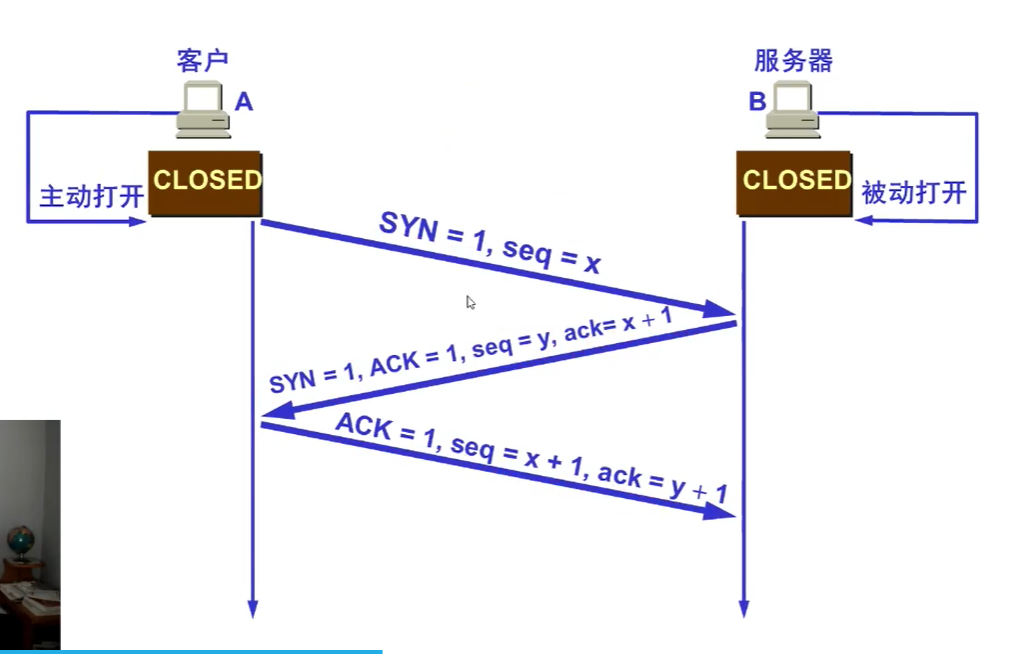 客户
服务器
A
B
CLOSED
CLOSED
主动打开
被动打开
SYN = 1, seq = x
SYN = 1, ACK = 1, seq = y, ack= x + 1
ACK = 1, seq = x + 1, ack = y + 1